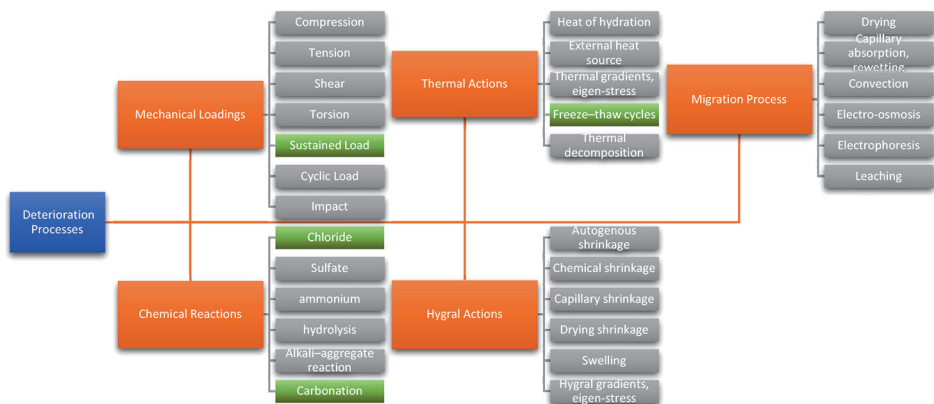 Deterioration
Processes
Mechanical Loadings
Compression
Tension
Shear
Torsion
Sustained Load
Cyclic Load
Impact
Chemical Reactions
Chloride
Sulfate
ammonium
hydrolysis
Alkali–aggregate
reaction
Carbonation
Thermal Actions
Heat of hydration
External heat
source
Thermal gradients,
eigen-stress
Freeze–thaw cycles
Thermal
decomposition
Hygral Actions
Autogenous
shrinkage
Chemical shrinkage
Capillary shrinkage
Drying shrinkage
Swelling
Hygral gradients,
eigen-stress
Migration Process
Drying
Capillary
absorption,
rewetting
Convection
Electro-osmosis
Electrophoresis
Leaching